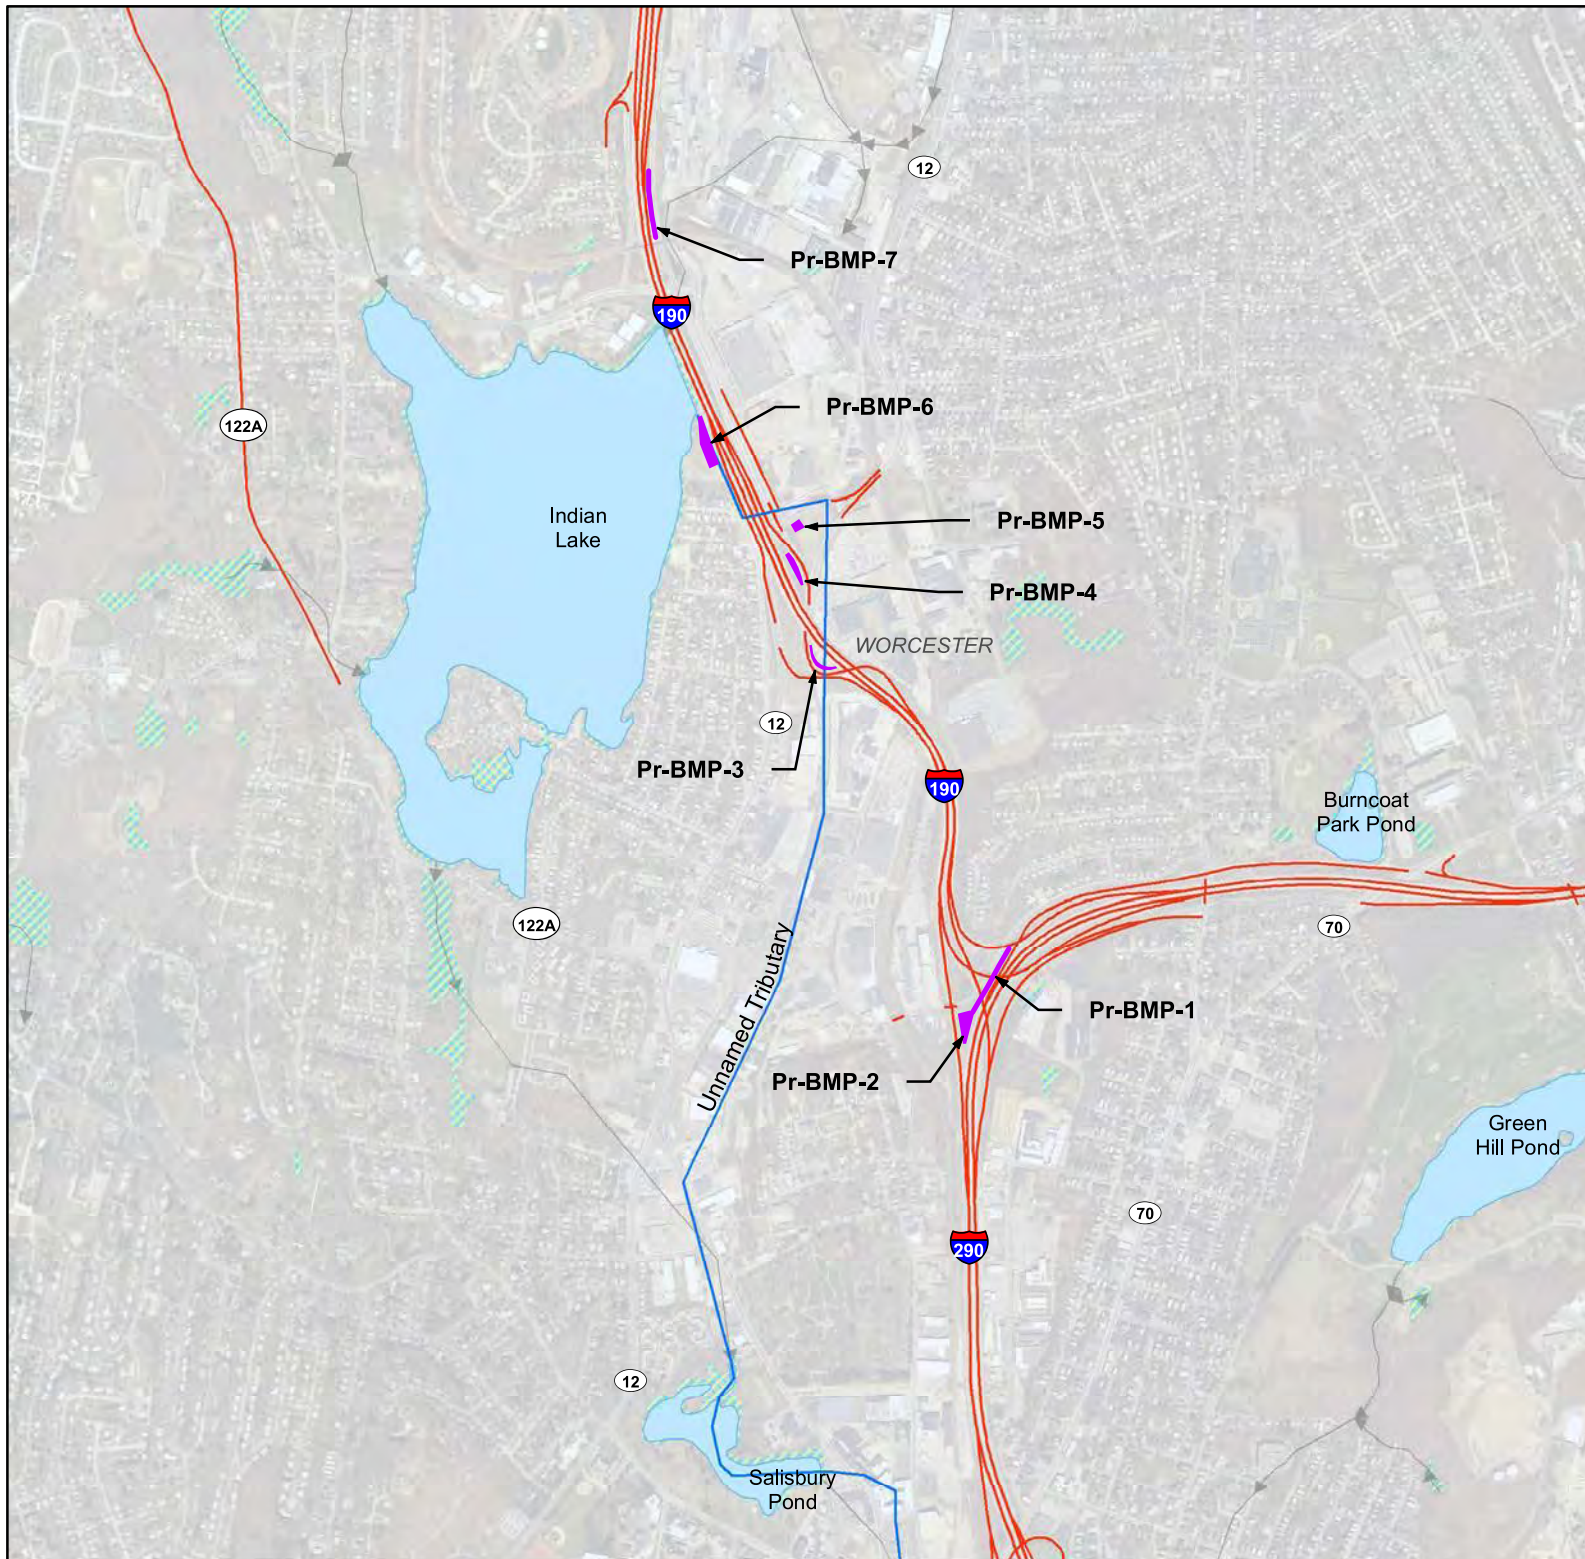 12
Pr-BMP-7
190
Pr-BMP-6
122A
Indian
Lake
Pr-BMP-5
Pr-BMP-4
WORCESTER
12
Pr-BMP-3
190
Burncoat
Park Pond
122A
70
Unnamed Tributary
Pr-BMP-1
Pr-BMP-2
Green
Hill Pond
70
290
12
Salisbury
Pond